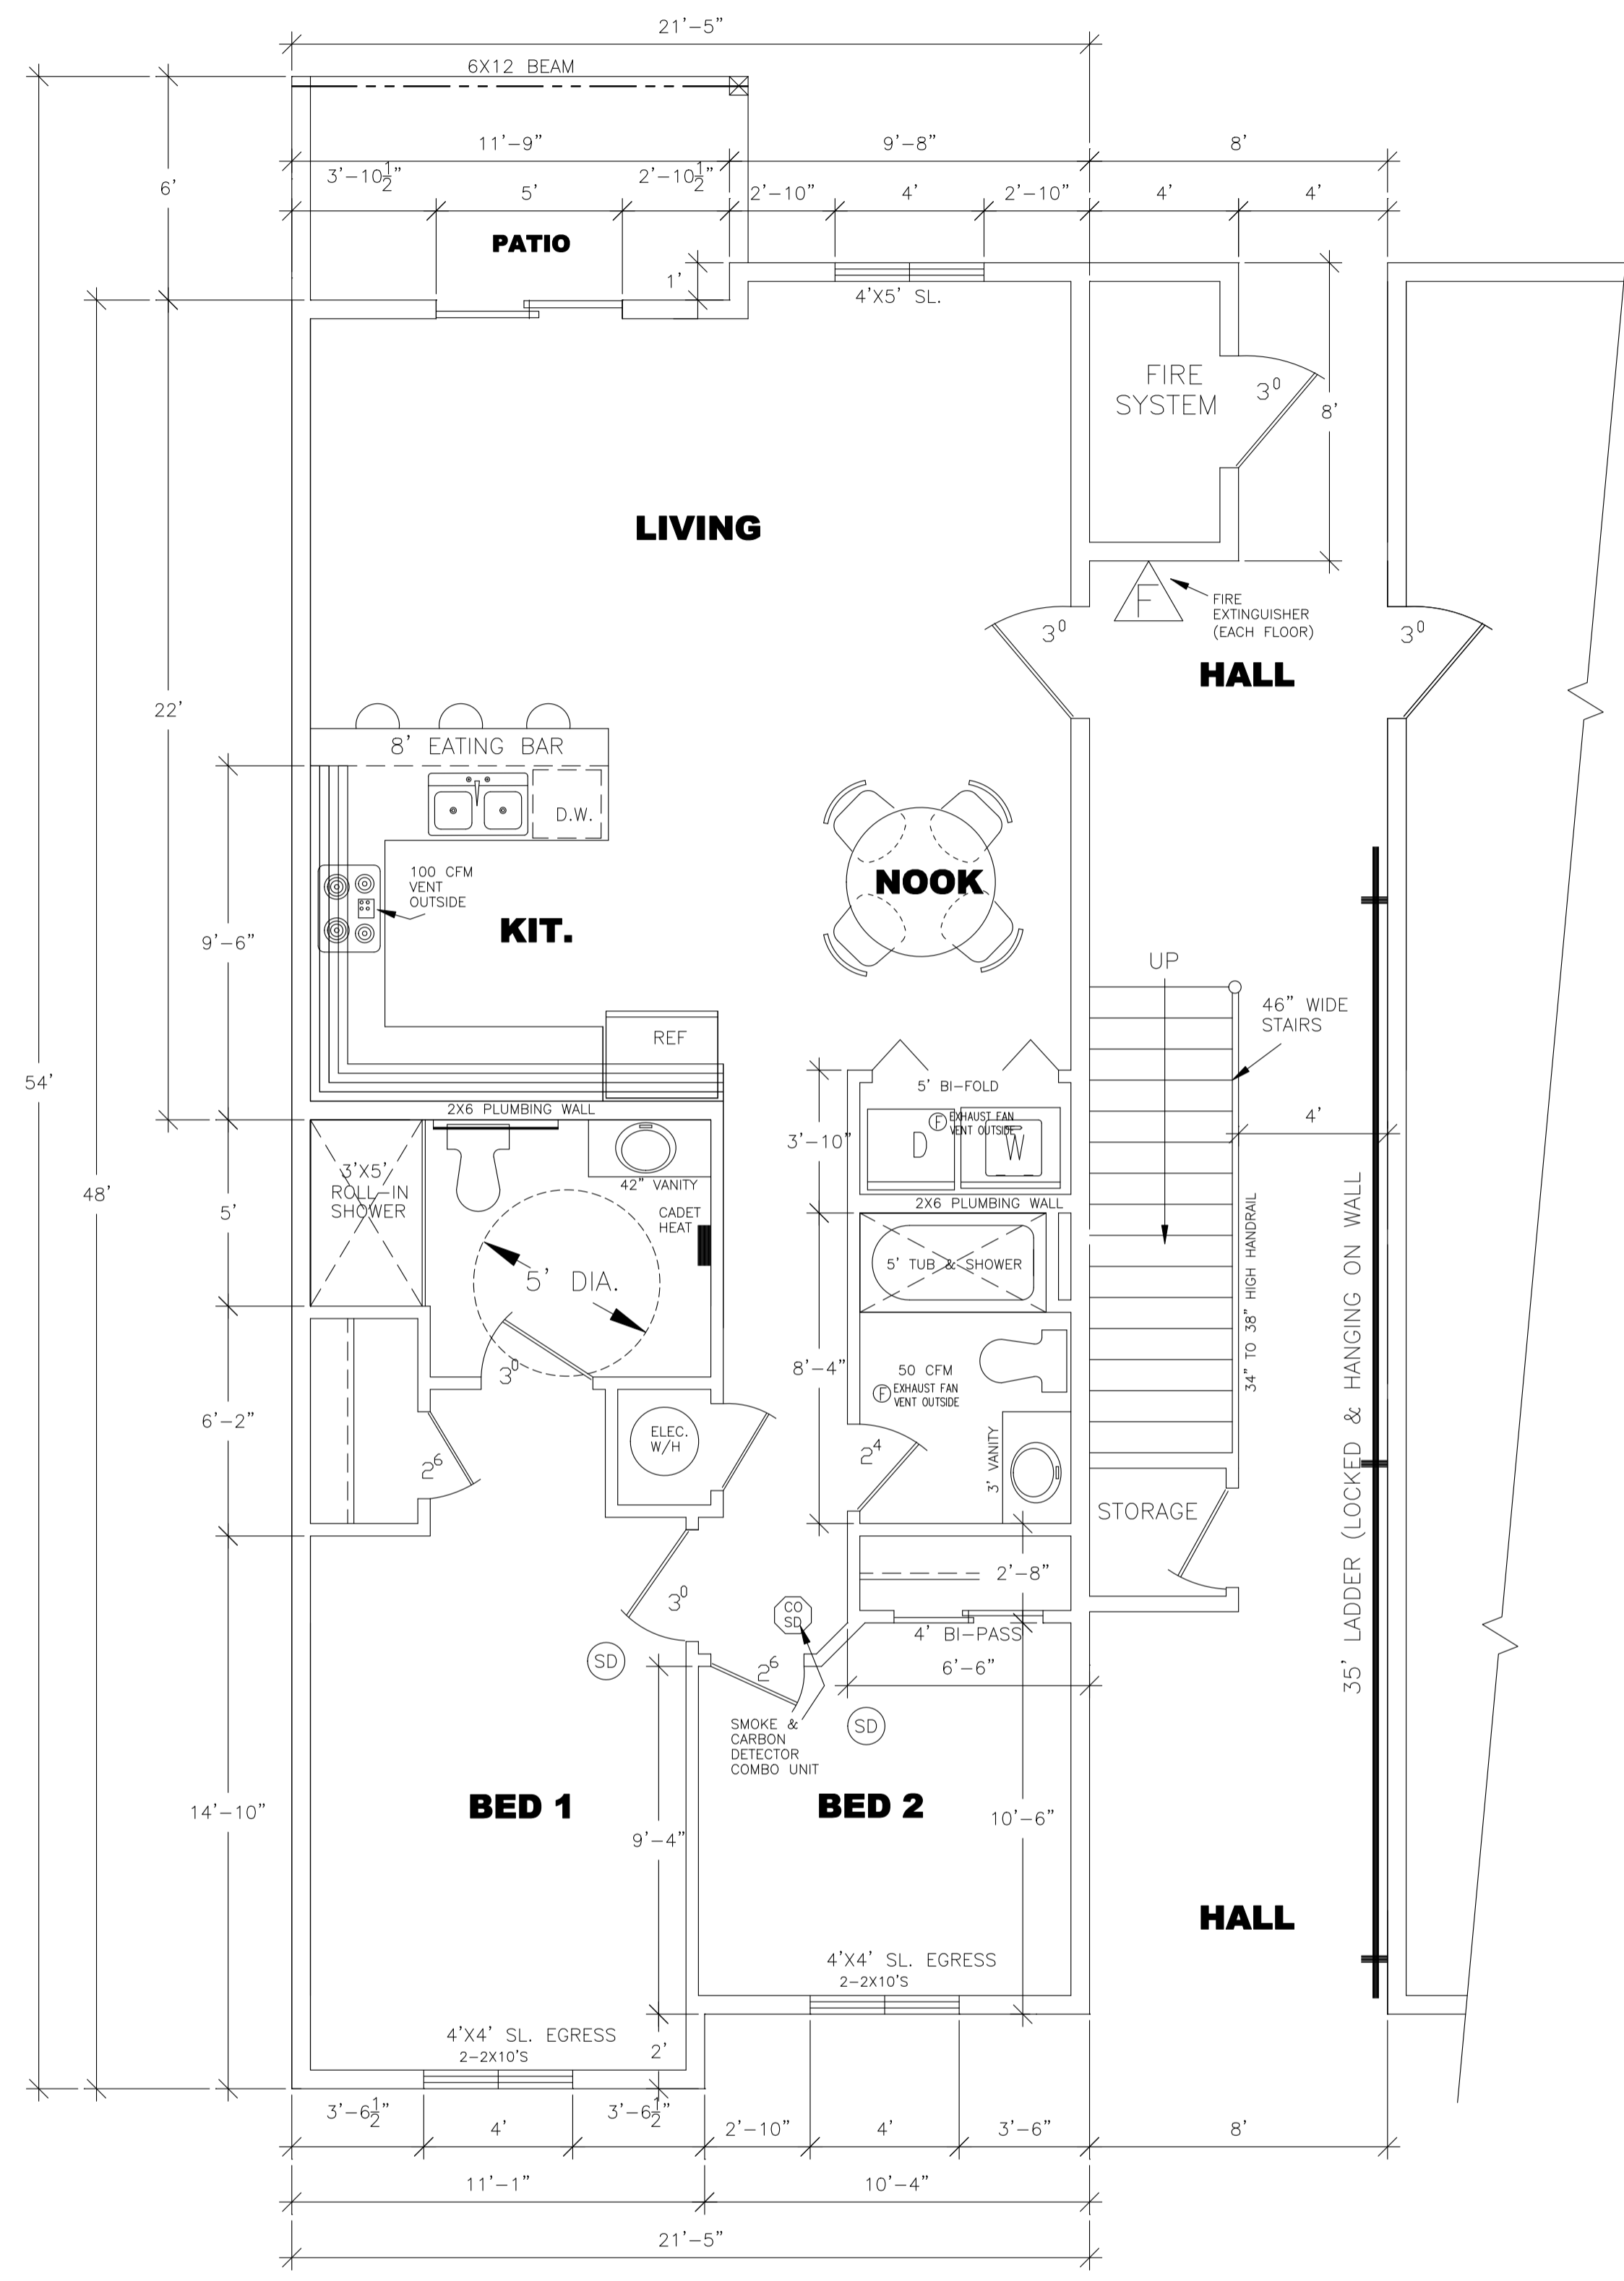 21'-5"
6X12 BEAM
11'-9"
9'-8"
8'
3'-10½"
5'
2'-10½"
2'-10"
4'
2'-10"
4'
4'
6'
PATIO
1'
4'X5' SL.
FIRE
SYSTEM
3⁰
8'
LIVING
FIRE
EXTINGUISHER
(EACH FLOOR)
F
3⁰
3⁰
HALL
22'
8' EATING BAR
D.W.
100 CFM
VENT
OUTSIDE
NOOK
KIT.
9'-6"
UP
46" WIDE
STAIRS
REF
54'
5' BI-FOLD
2X6 PLUMBING WALL
F
EXHAUST FAN
VENT OUTSIDE
D
W
3'-10"
4'
3'X5'
ROLL-IN
SHOWER
42" VANITY
48'
5'
CADET
HEAT
2X6 PLUMBING WALL
5' TUB & SHOWER
5' DIA.
34" TO 38" HIGH HANDRAIL
35' LADDER (LOCKED & HANGING ON WALL
3⁰
8'-4"
50 CFM
F
EXHAUST FAN
VENT OUTSIDE
6'-2"
ELEC.
W/H
2⁶
2⁴
3' VANITY
STORAGE
2'-8"
3⁰
CO
SD
4' BI-PASS
SD
2⁶
6'-6"
SMOKE &
CARBON
DETECTOR
COMBO UNIT
SD
BED 1
BED 2
14'-10"
9'-4"
10'-6"
HALL
4'X4' SL. EGRESS
2-2X10'S
4'X4' SL. EGRESS
2-2X10'S
2'
3'-6½"
4'
3'-6½"
2'-10"
4'
3'-6"
8'
11'-1"
10'-4"
21'-5"